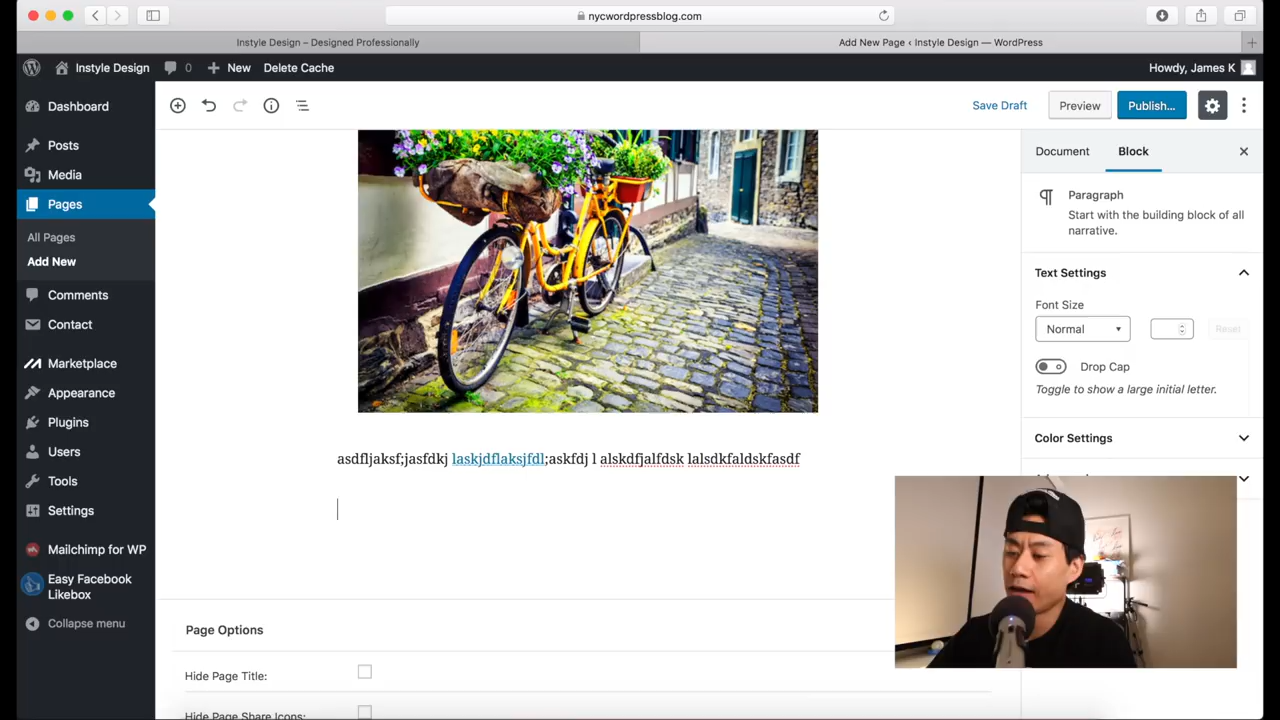 nycwordpressblog.com
Instyle Design – Designed Professionally
Add New Page ‹ Instyle Design — WordPress
Instyle Design
0
New
Delete Cache
Howdy, James K
Dashboard
Posts
Media
Pages
All Pages
Add New
Comments
Contact
Marketplace
Appearance
Plugins
Users
Tools
Settings
Mailchimp for WP
Easy Facebook
Likebox
Collapse menu
Save Draft
Preview
Publish...
asdfljaksf;jasfdkj laskjdflaksjfdl;askfdj l alskdfjalfdsk lalsdkfaldskfasdf
Page Options
Hide Page Title:
Hide Page Share Icons:
Document
Block
Paragraph
Start with the building block of all
narrative.
Text Settings
Font Size
Normal
Reset
Drop Cap
Toggle to show a large initial letter.
Color Settings